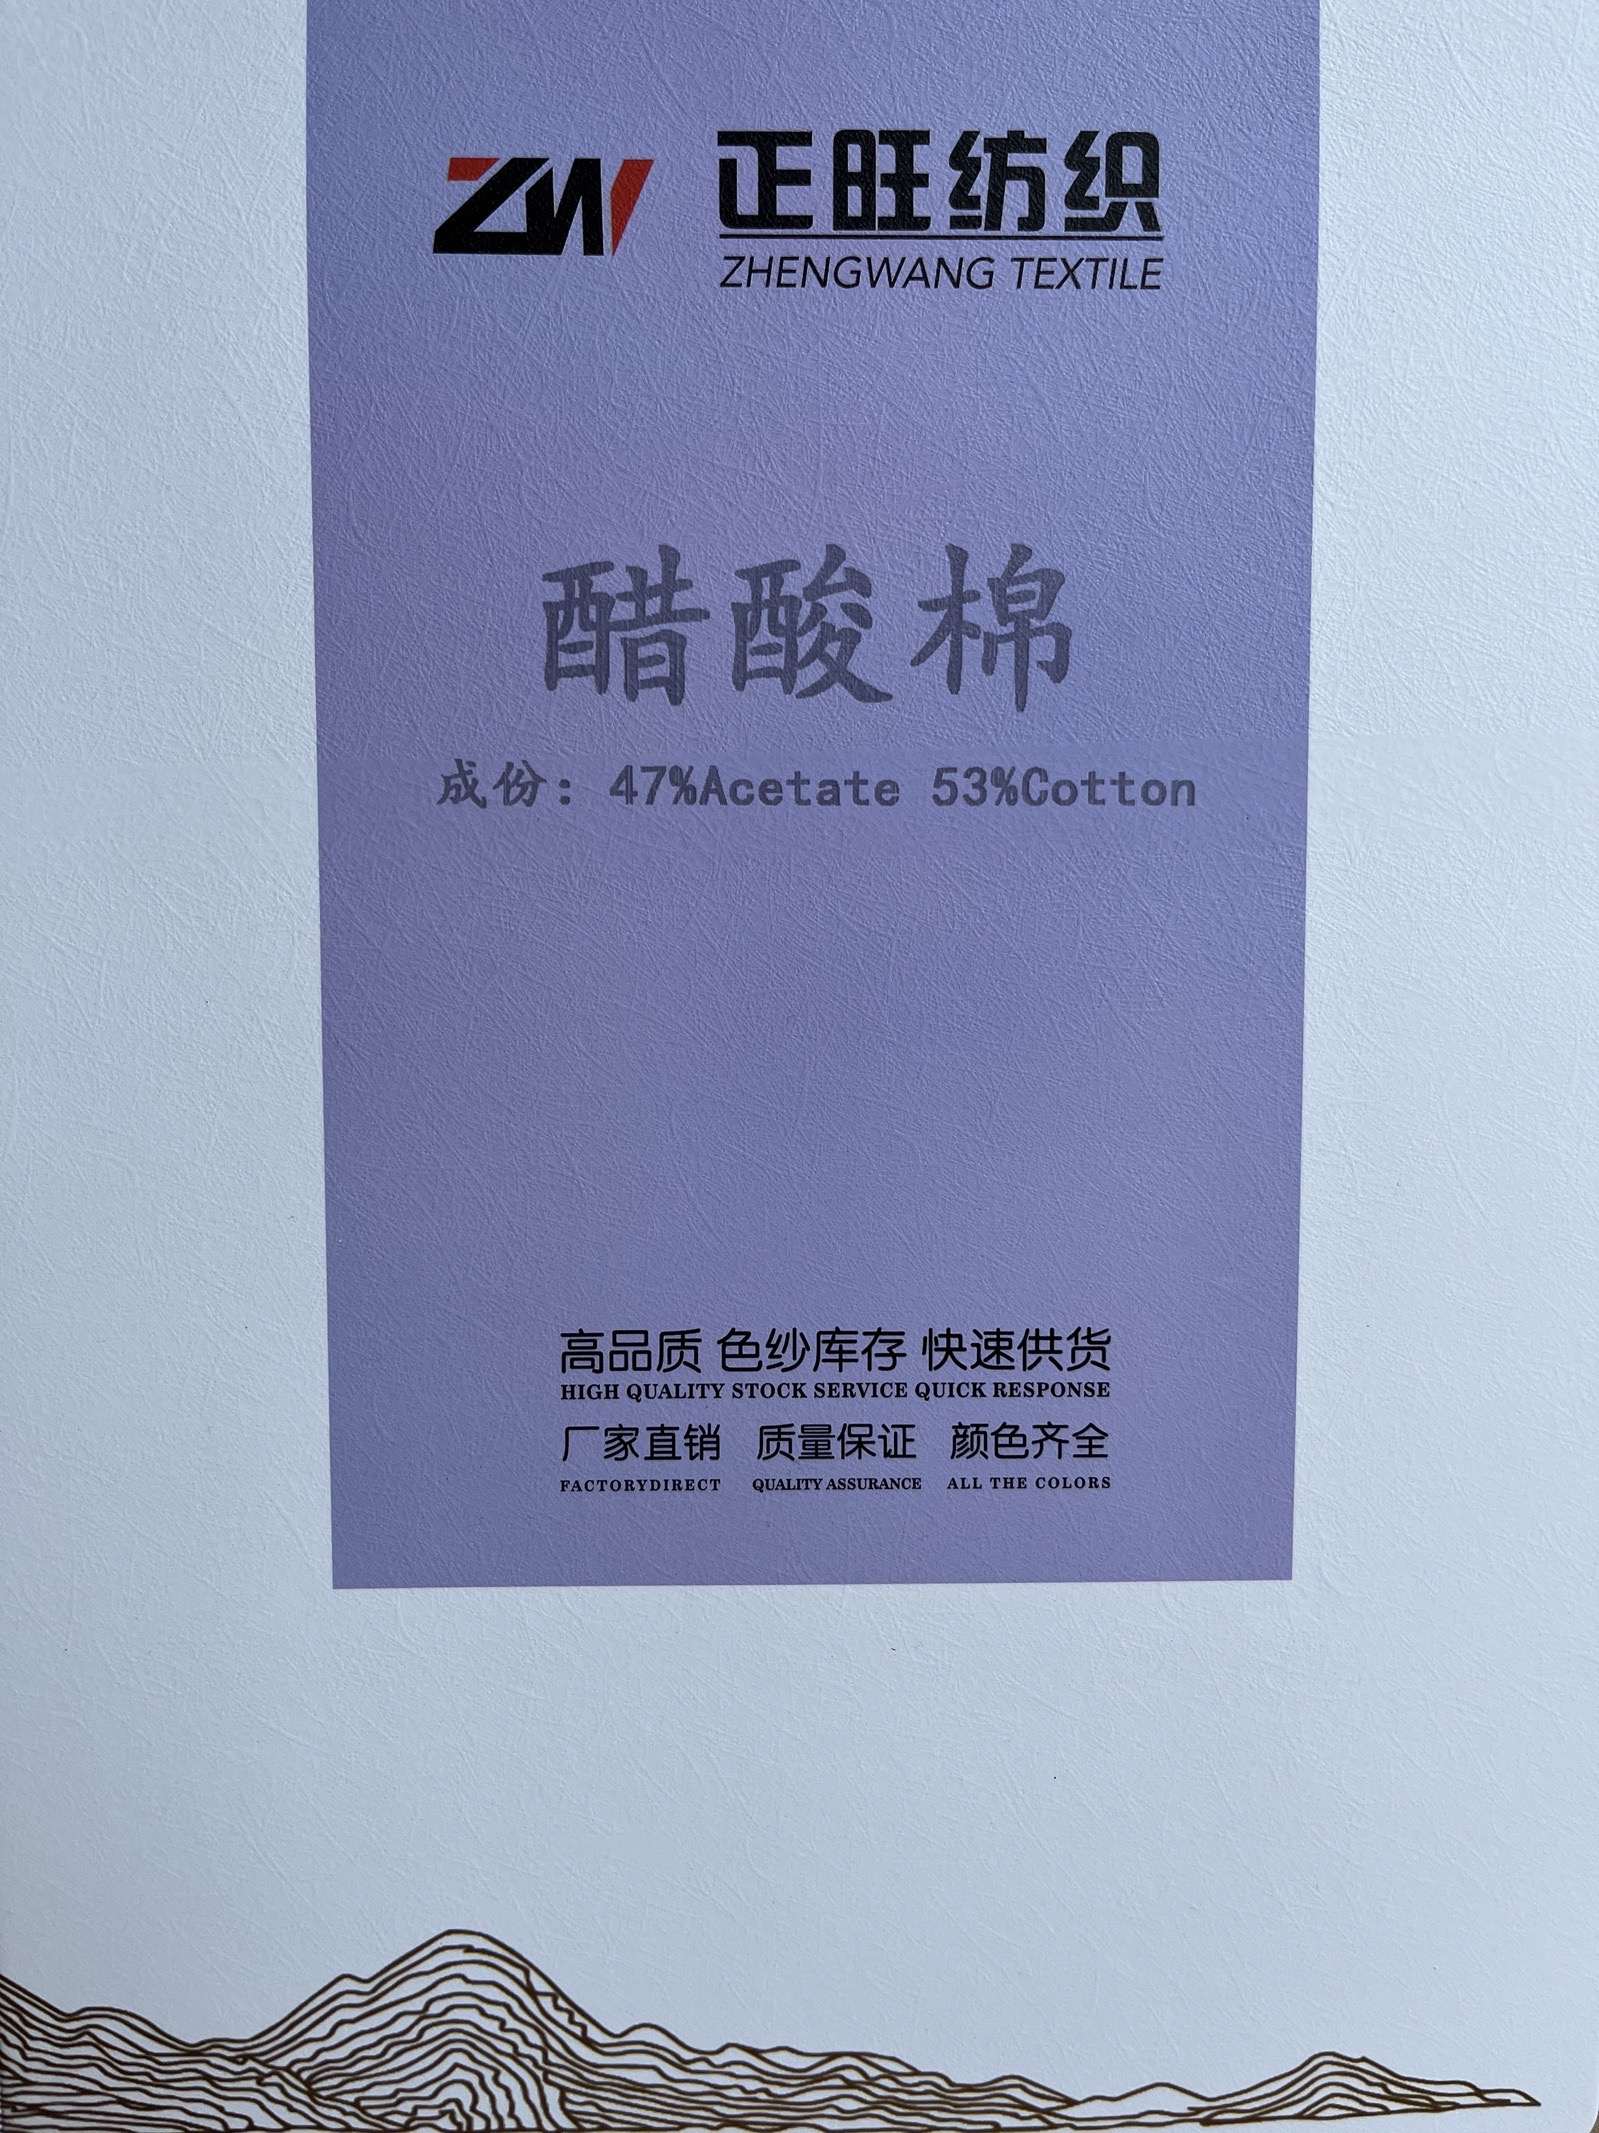 ZW
正旺纺织
ZHENGWANG TEXTILE
醋酸棉
成份：47%Acetate 53%Cotton
高品质 色纱库存 快速供货
HIGH QUALITY STOCK SERVICE QUICK RESPONSE
厂家直销 质量保证 颜色齐全
FACTORYDIRECT QUALITY ASSURANCE ALL THE COLORS